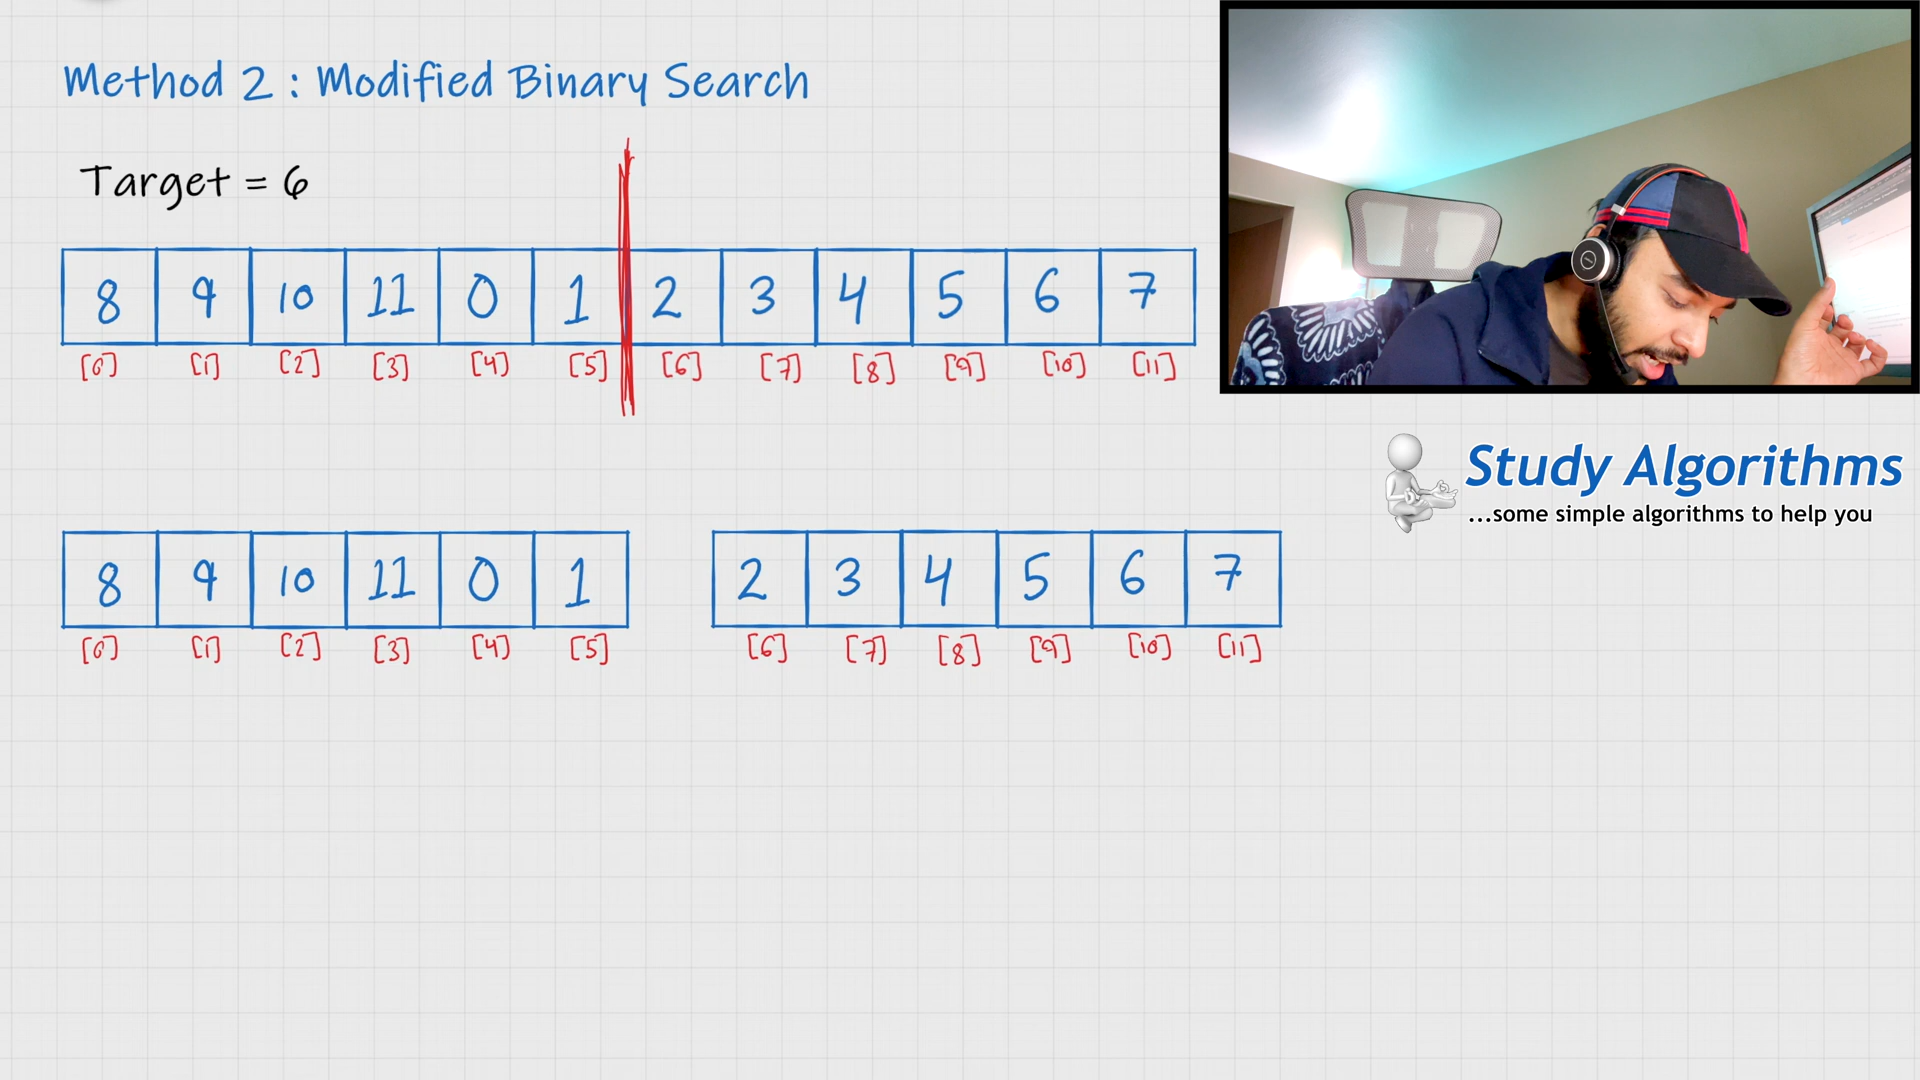 Method 2 : Modified Binary Search
Target = 6
8 9 10 11 0 1 2 3 4 5 6 7
[0] [1] [2] [3] [4] [5] [6] [7] [8] [9] [10] [11]
Study Algorithms
...some simple algorithms to help you
8 9 10 11 0 1 2 3 4 5 6 7
[0] [1] [2] [3] [4] [5] [6] [7] [8] [9] [10] [11]